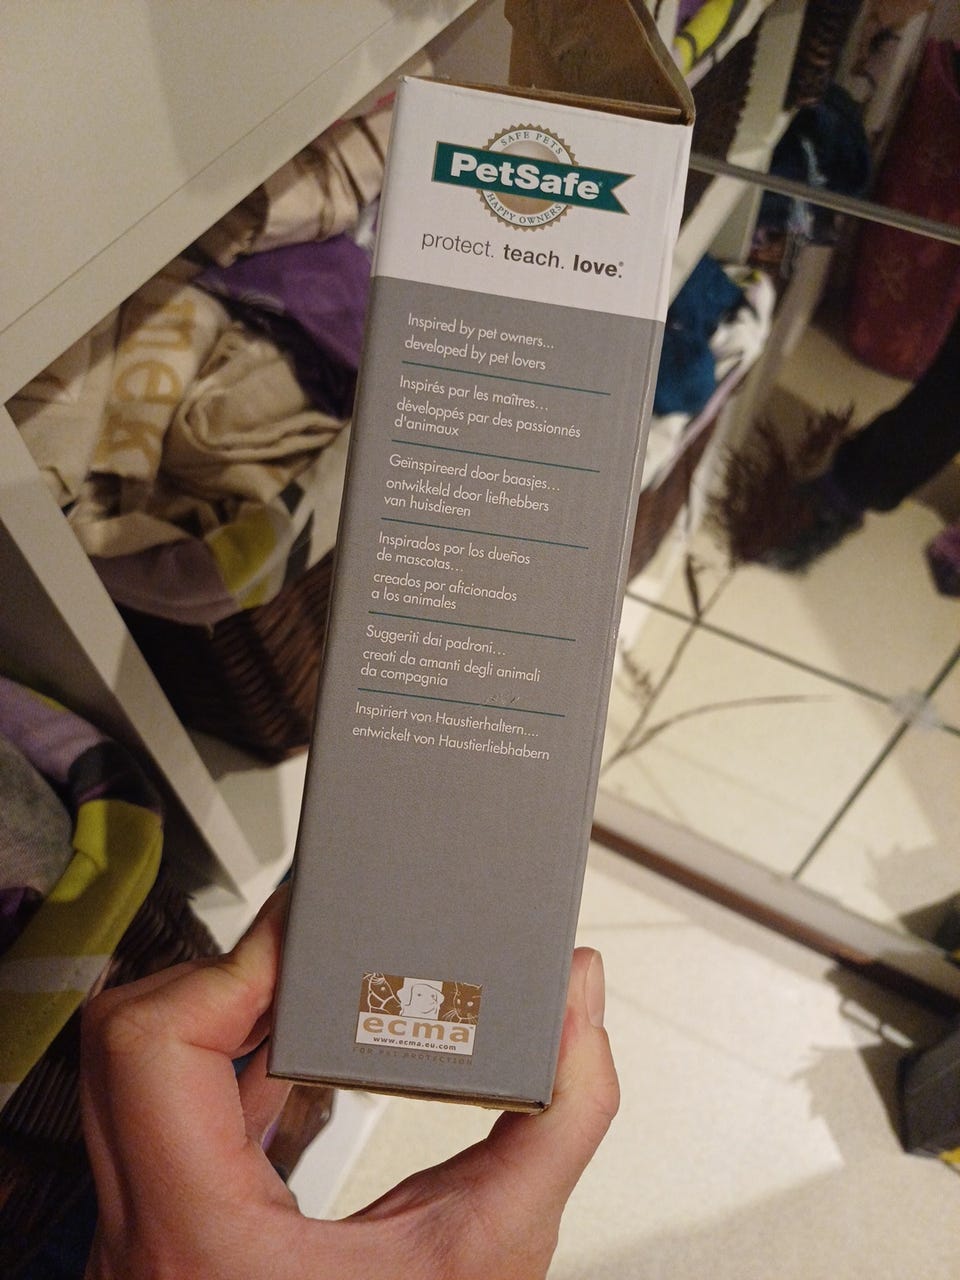 SAFE PETS
PetSafe®
HAPPY OWNERS
protect. teach. love.®
Inspired by pet owners...
developed by pet lovers
Inspirés par les maîtres...
développés par des passionnés
d'animaux
Geïnspireerd door baasjes...
ontwikkeld door liefhebbers
van huisdieren
Inspirados por los dueños
de mascotas...
creados por aficionados
a los animales
Suggeriti dai padroni...
creati da amanti degli animali
da compagnia
Inspiriert von Haustierhaltern....
entwickelt von Haustierliebhabern
ecma
www.ecma.eu.com
FOR PET PROTECTION
nek